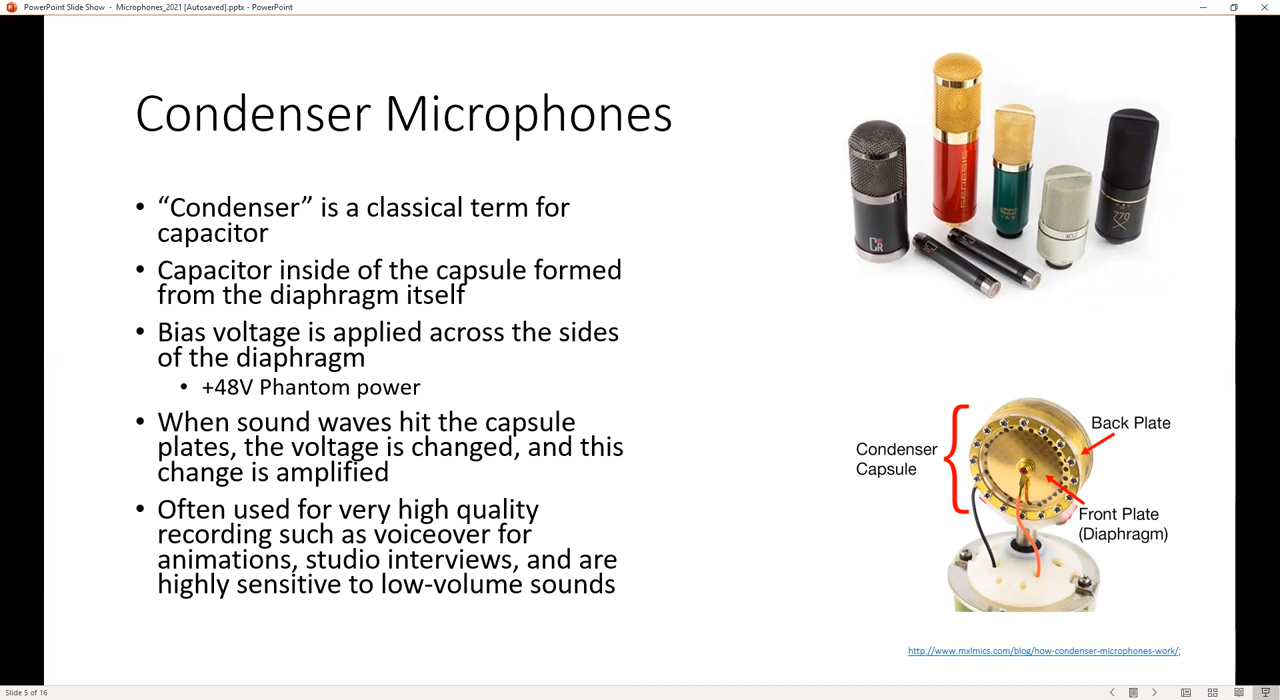 PowerPoint Slide Show - Microphones_2021 [Autosaved].pptx - PowerPoint
Condenser Microphones
• “Condenser” is a classical term for
capacitor
• Capacitor inside of the capsule formed
from the diaphragm itself
• Bias voltage is applied across the sides
of the diaphragm
• +48V Phantom power
• When sound waves hit the capsule
plates, the voltage is changed, and this
change is amplified
• Often used for very high quality
recording such as voiceover for
animations, studio interviews, and are
highly sensitive to low-volume sounds
GENESIS
770
Condenser
Capsule
Back Plate
Front Plate
(Diaphragm)
http://www.mxlmics.com/blog/how-condenser-microphones-work/;
Slide 5 of 16